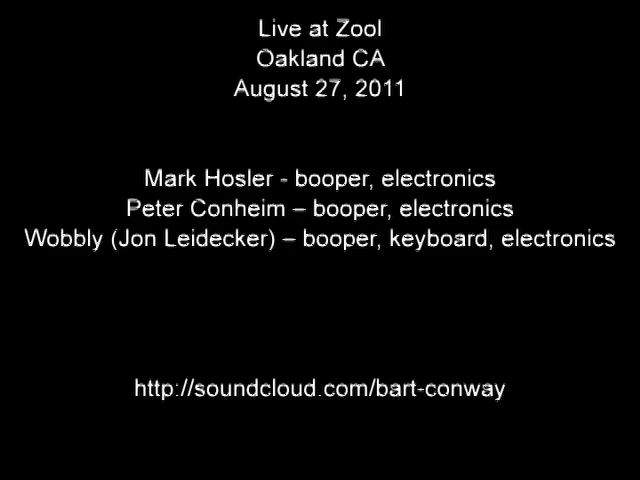 Live at Zool
Oakland CA
August 27, 2011
Mark Hosler - booper, electronics
Peter Conheim – booper, electronics
Wobbly (Jon Leidecker) – booper, keyboard, electronics
http://soundcloud.com/bart-conway